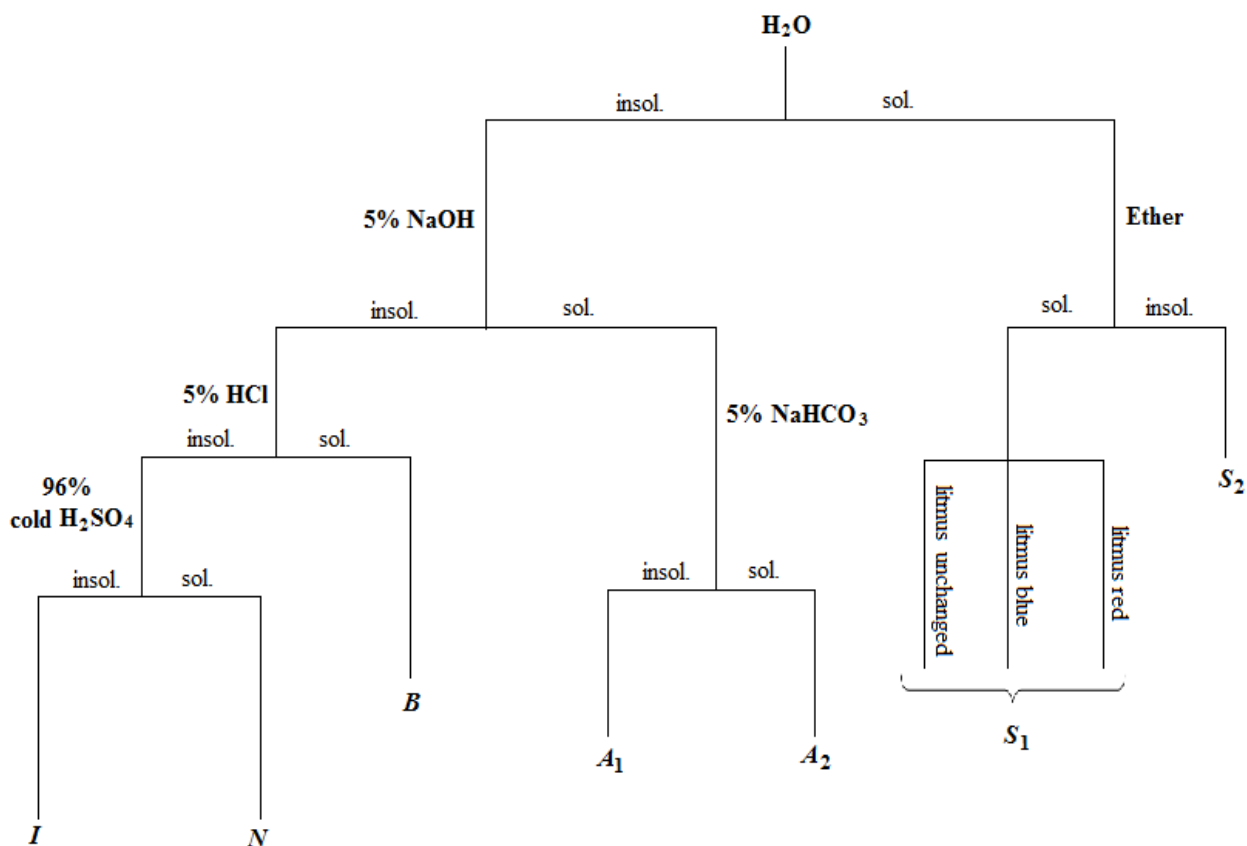 H₂O
insol.
sol.
5% NaOH
Ether
insol.
sol.
sol.
insol.
5% HCl
5% NaHCO₃
insol.
sol.
96%
cold H₂SO₄
S₂
litmus unchanged
litmus blue
litmus red
insol.
sol.
insol.
sol.
B
S₁
A₁
A₂
I
N